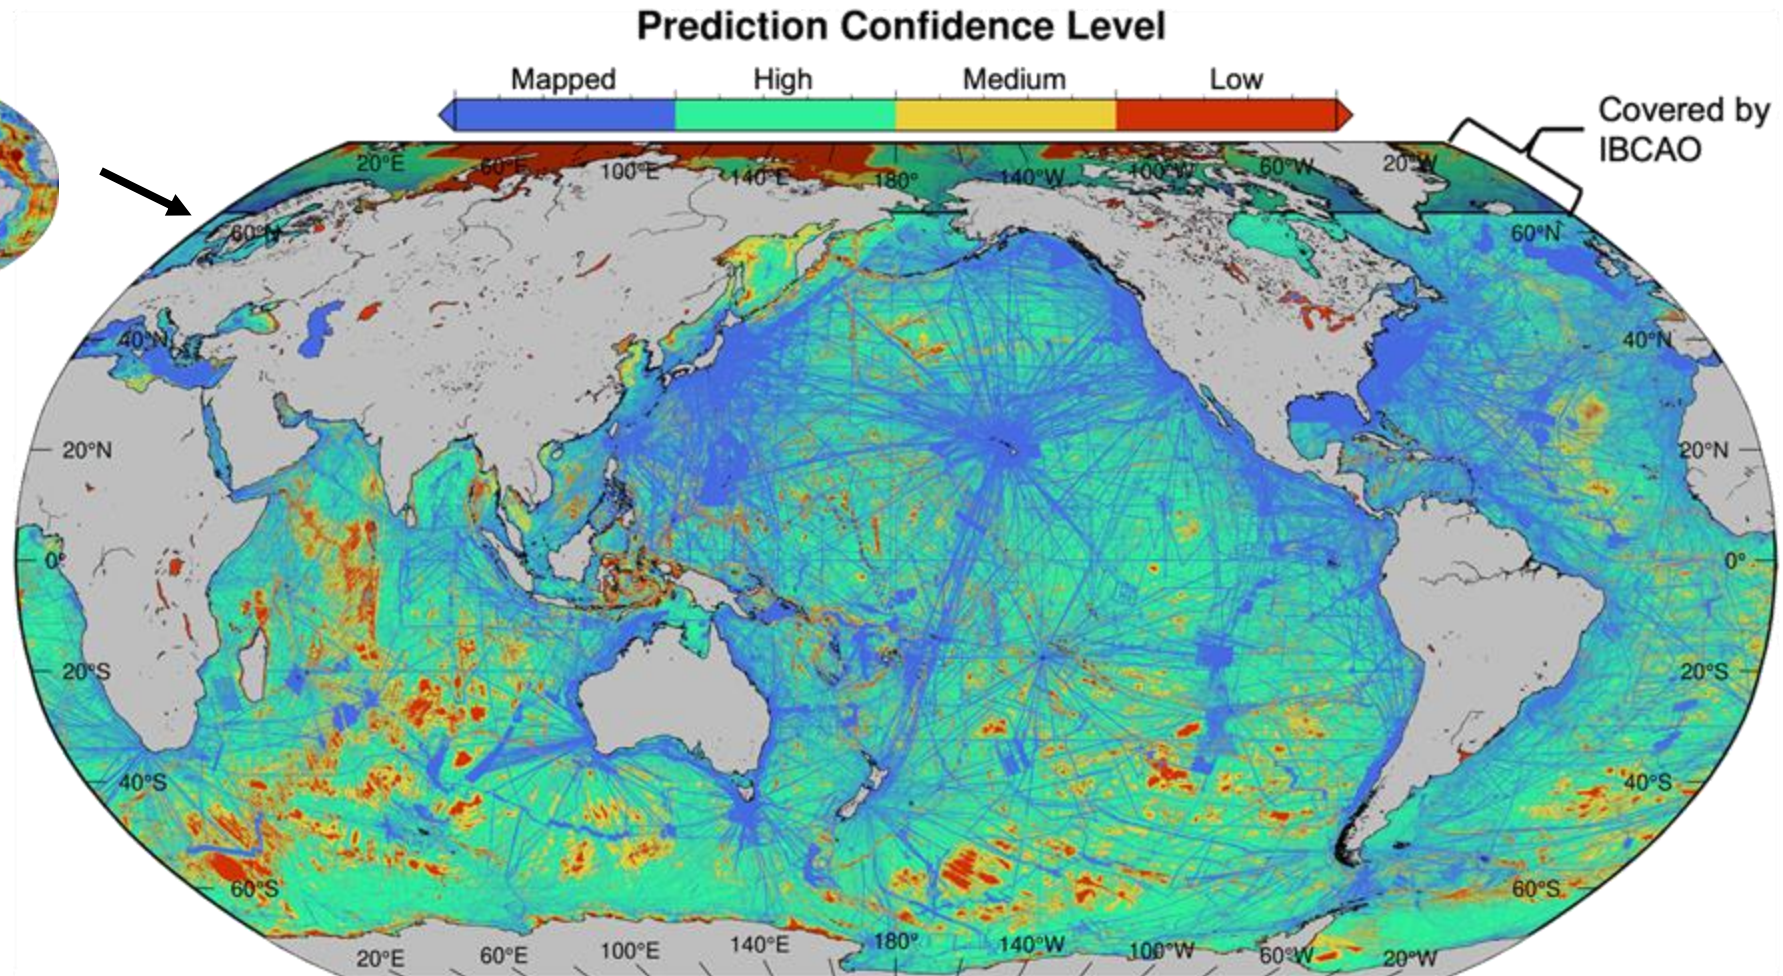 Prediction Confidence Level
Mapped High Medium Low
Covered by
IBCAO
20°E 60°E 100°E 140°E 180° 140°W 100°W 60°W 20°W
60°N 60°N
40°N 40°N
20°N 20°N
0° 0°
20°S 20°S
40°S 40°S
60°S 60°S
20°E 60°E 100°E 140°E 180° 140°W 100°W 60°W 20°W